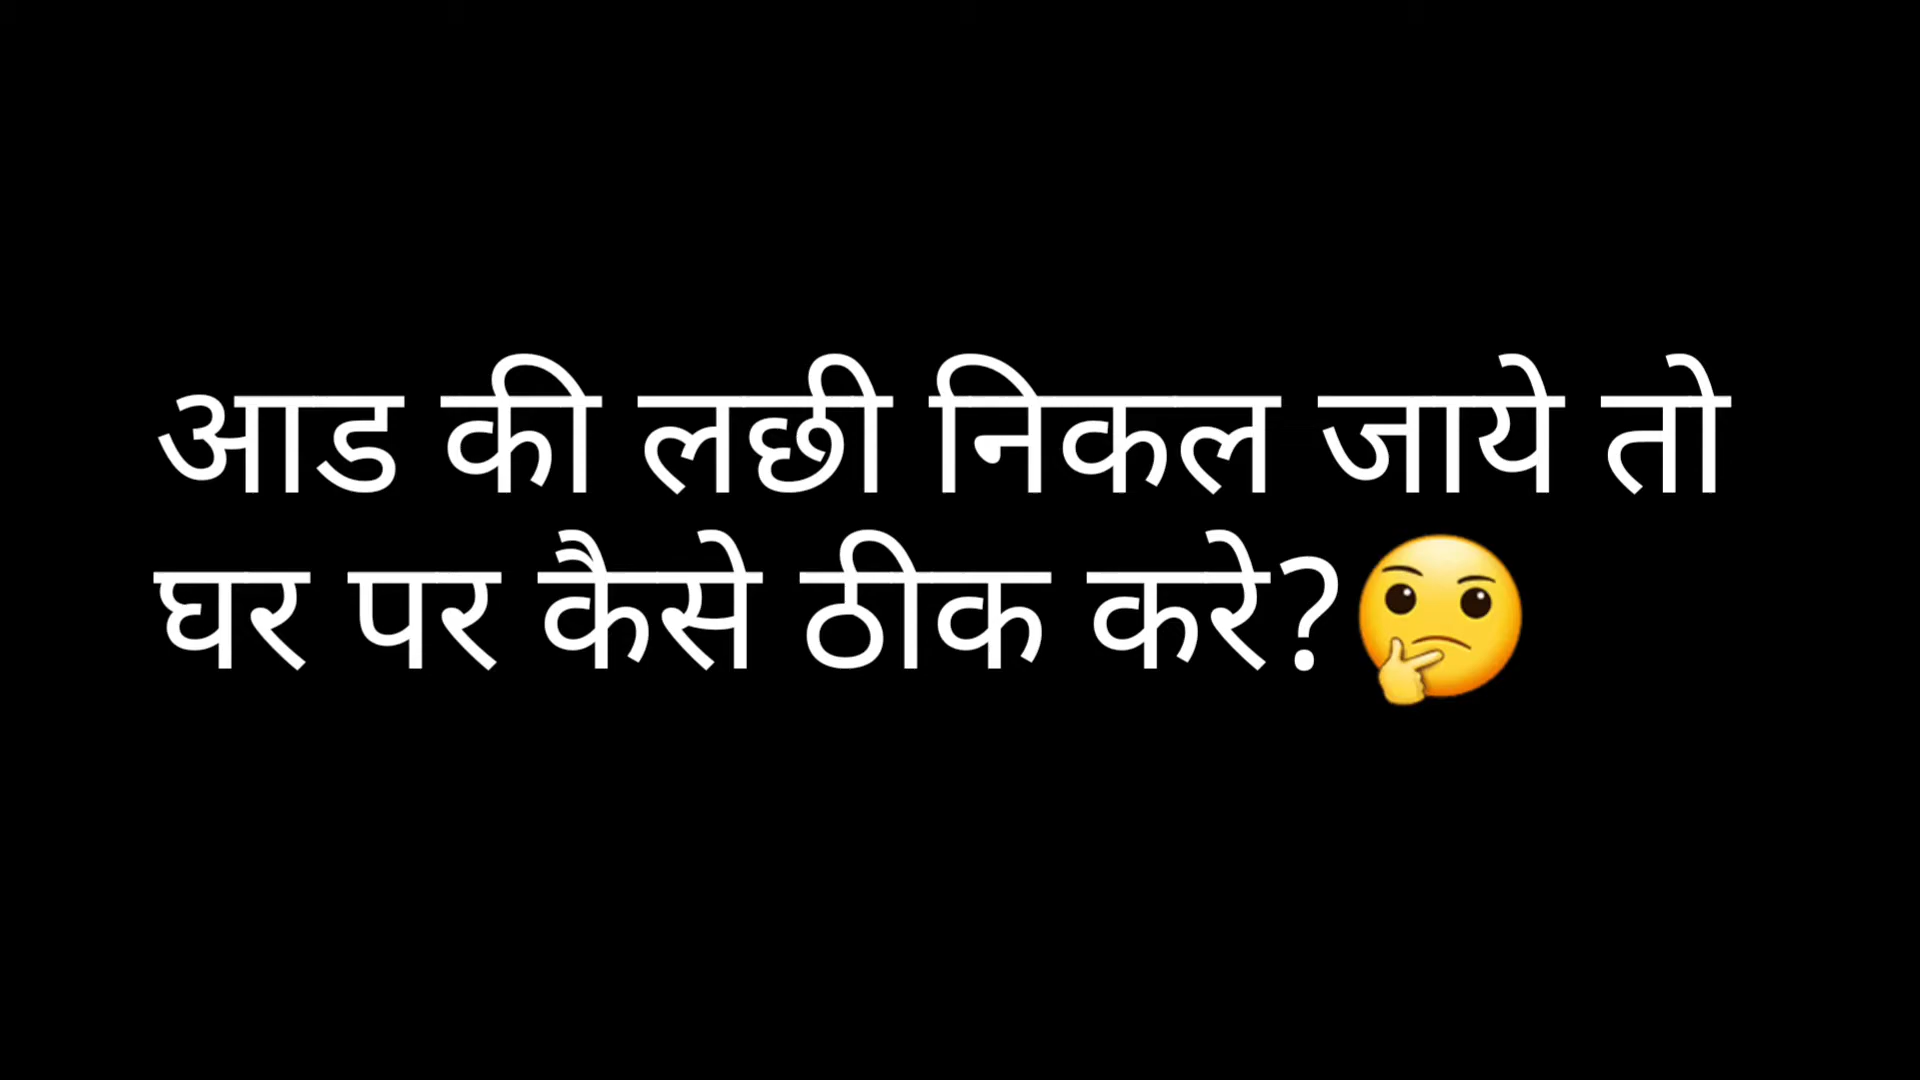 आड की लछी निकल जाये तो
घर पर कैसे ठीक करे?🤔